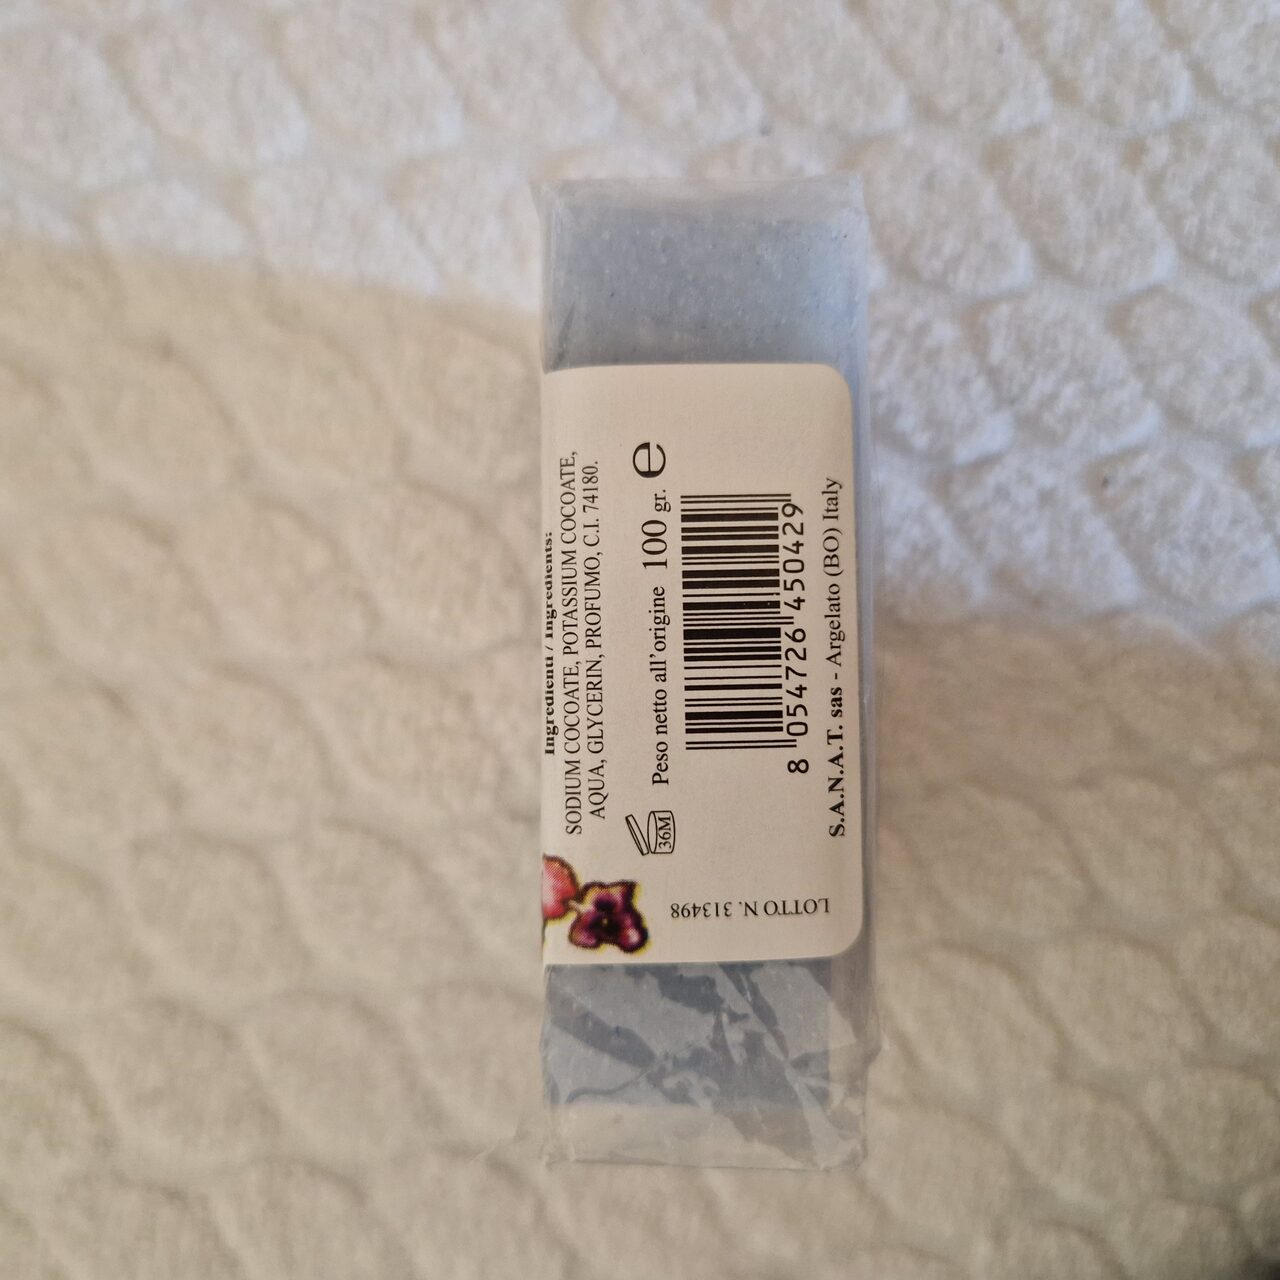 Ingredienti / Ingredients:
SODIUM COCOATE, POTASSIUM COCOATE,
AQUA, GLYCERIN, PROFUMO, C.I. 74180.
36M
Peso netto all'origine 100 gr. e
8 054726 450429
S.A.N.A.T. sas - Argelato (BO) Italy
LOTTO N. 313498